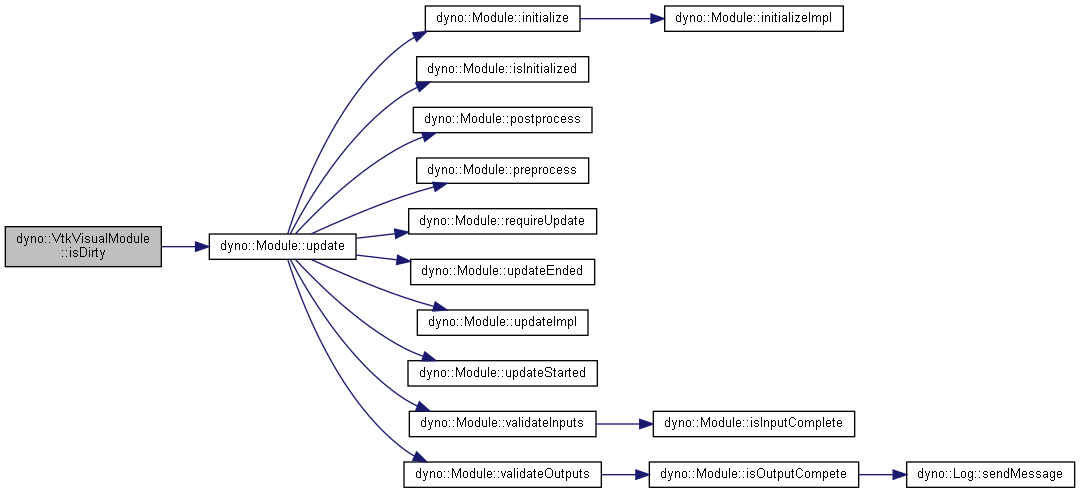 dyno::VtkVisualModule
::isDirty
dyno::Module::update
dyno::Module::initialize
dyno::Module::initializeImpl
dyno::Module::isInitialized
dyno::Module::postprocess
dyno::Module::preprocess
dyno::Module::requireUpdate
dyno::Module::updateEnded
dyno::Module::updateImpl
dyno::Module::updateStarted
dyno::Module::validateInputs
dyno::Module::isInputComplete
dyno::Module::validateOutputs
dyno::Module::isOutputCompete
dyno::Log::sendMessage